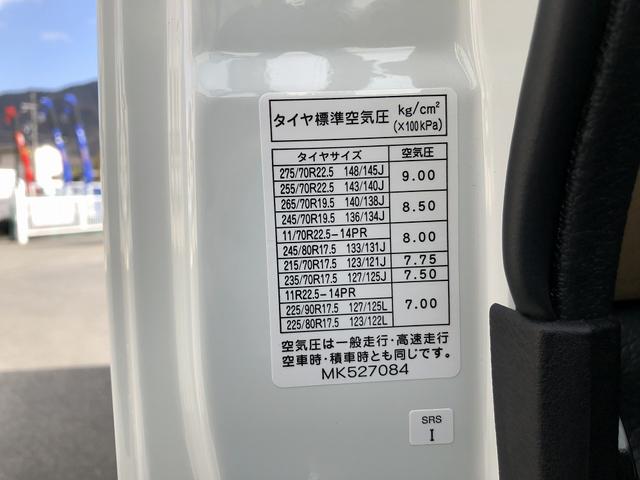 タイヤ標準空気圧 kg/cm² (×100kPa)
タイヤサイズ 空気圧
275/70R22.5 148/145J 9.00
255/70R22.5 143/140J
265/70R19.5 140/138J 8.50
245/70R19.5 136/134J
11/70R22.5-14PR 8.00
245/80R17.5 133/131J
215/70R17.5 123/121J 7.75
235/70R17.5 127/125J 7.50
11R22.5-14PR 7.00
225/90R17.5 127/125L
225/80R17.5 123/122L
空気圧は一般走行・高速走行
空車時・積車時とも同じです。
MK527084
SRS
I